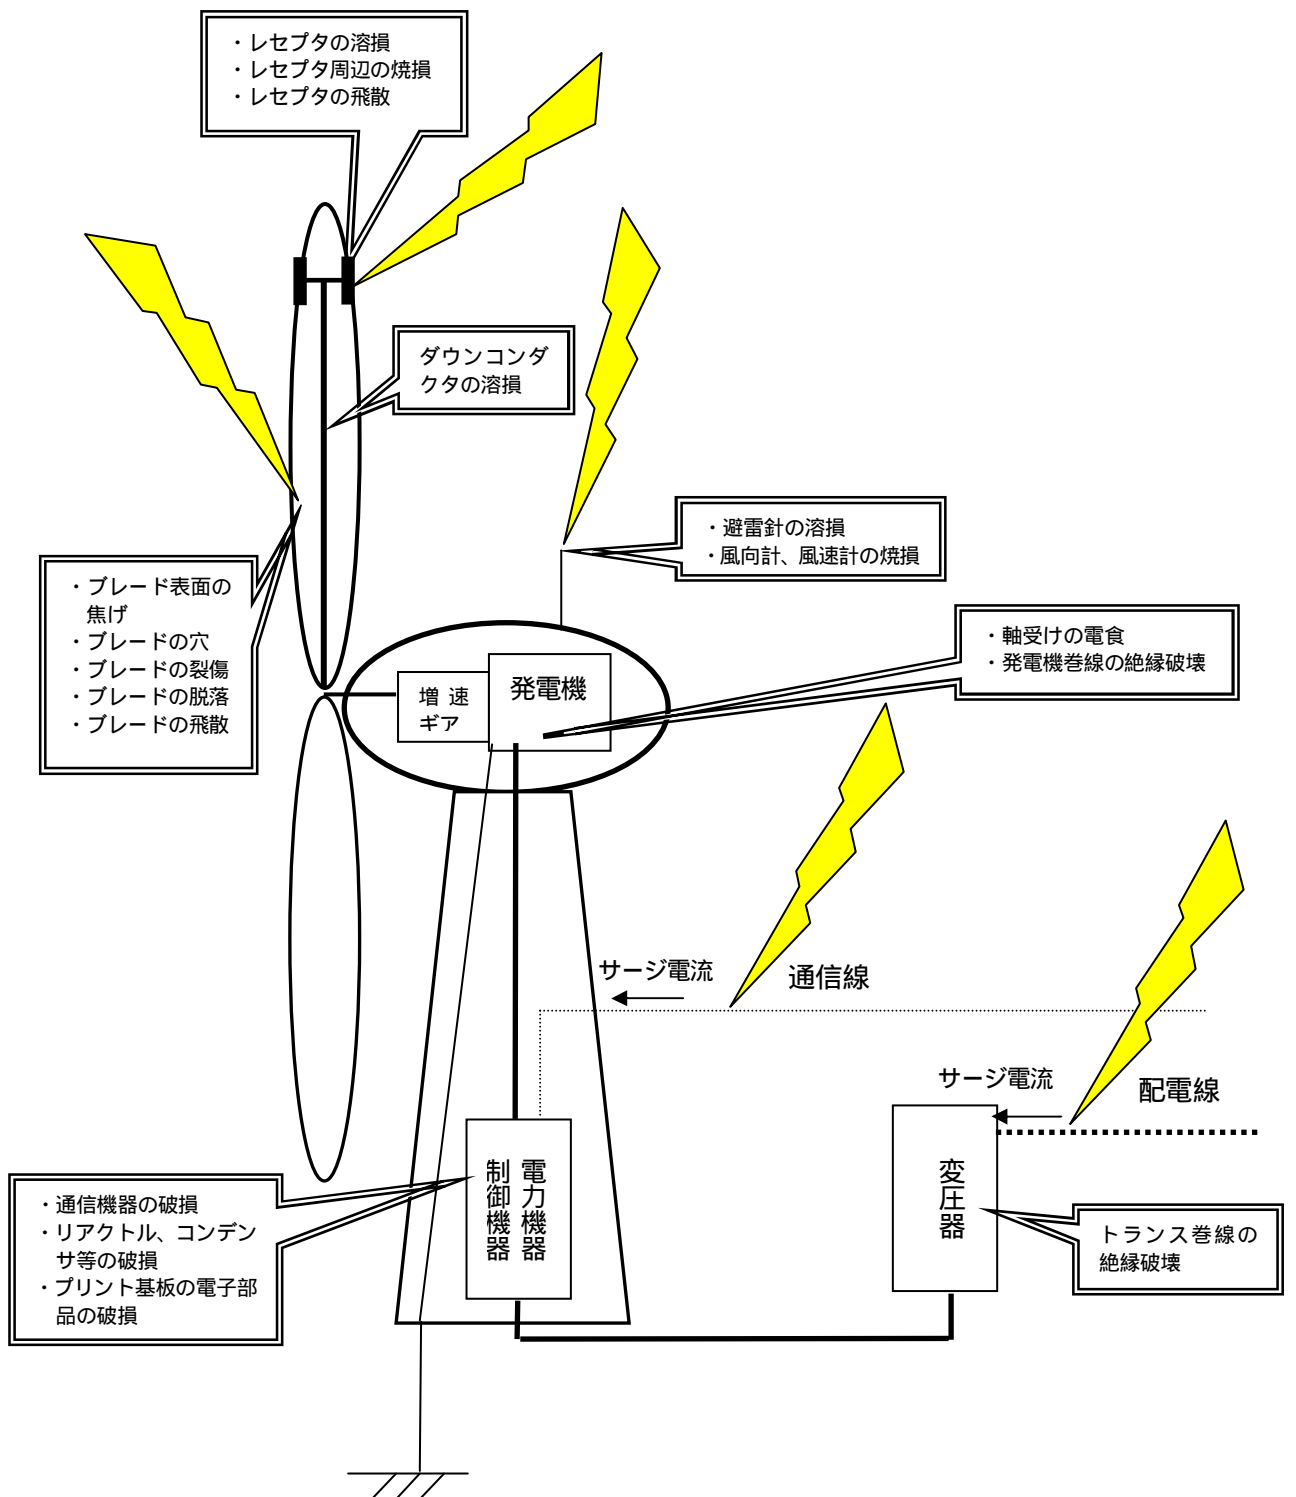 ・レセプタの溶損
・レセプタ周辺の焼損
・レセプタの飛散
ダウンコンダ
クタの溶損
・避雷針の溶損
・風向計、風速計の焼損
・ブレード表面の
焦げ
・ブレードの穴
・ブレードの裂傷
・ブレードの脱落
・ブレードの飛散
・軸受けの電食
・発電機巻線の絶縁破壊
発電機
増 速
ギア
サージ電流
通信線
サージ電流
配電線
電力機器
制御機器
変圧器
・通信機器の破損
・リアクトル、コンデン
サ等の破損
・プリント基板の電子部
品の破損
トランス巻線の
絶縁破壊